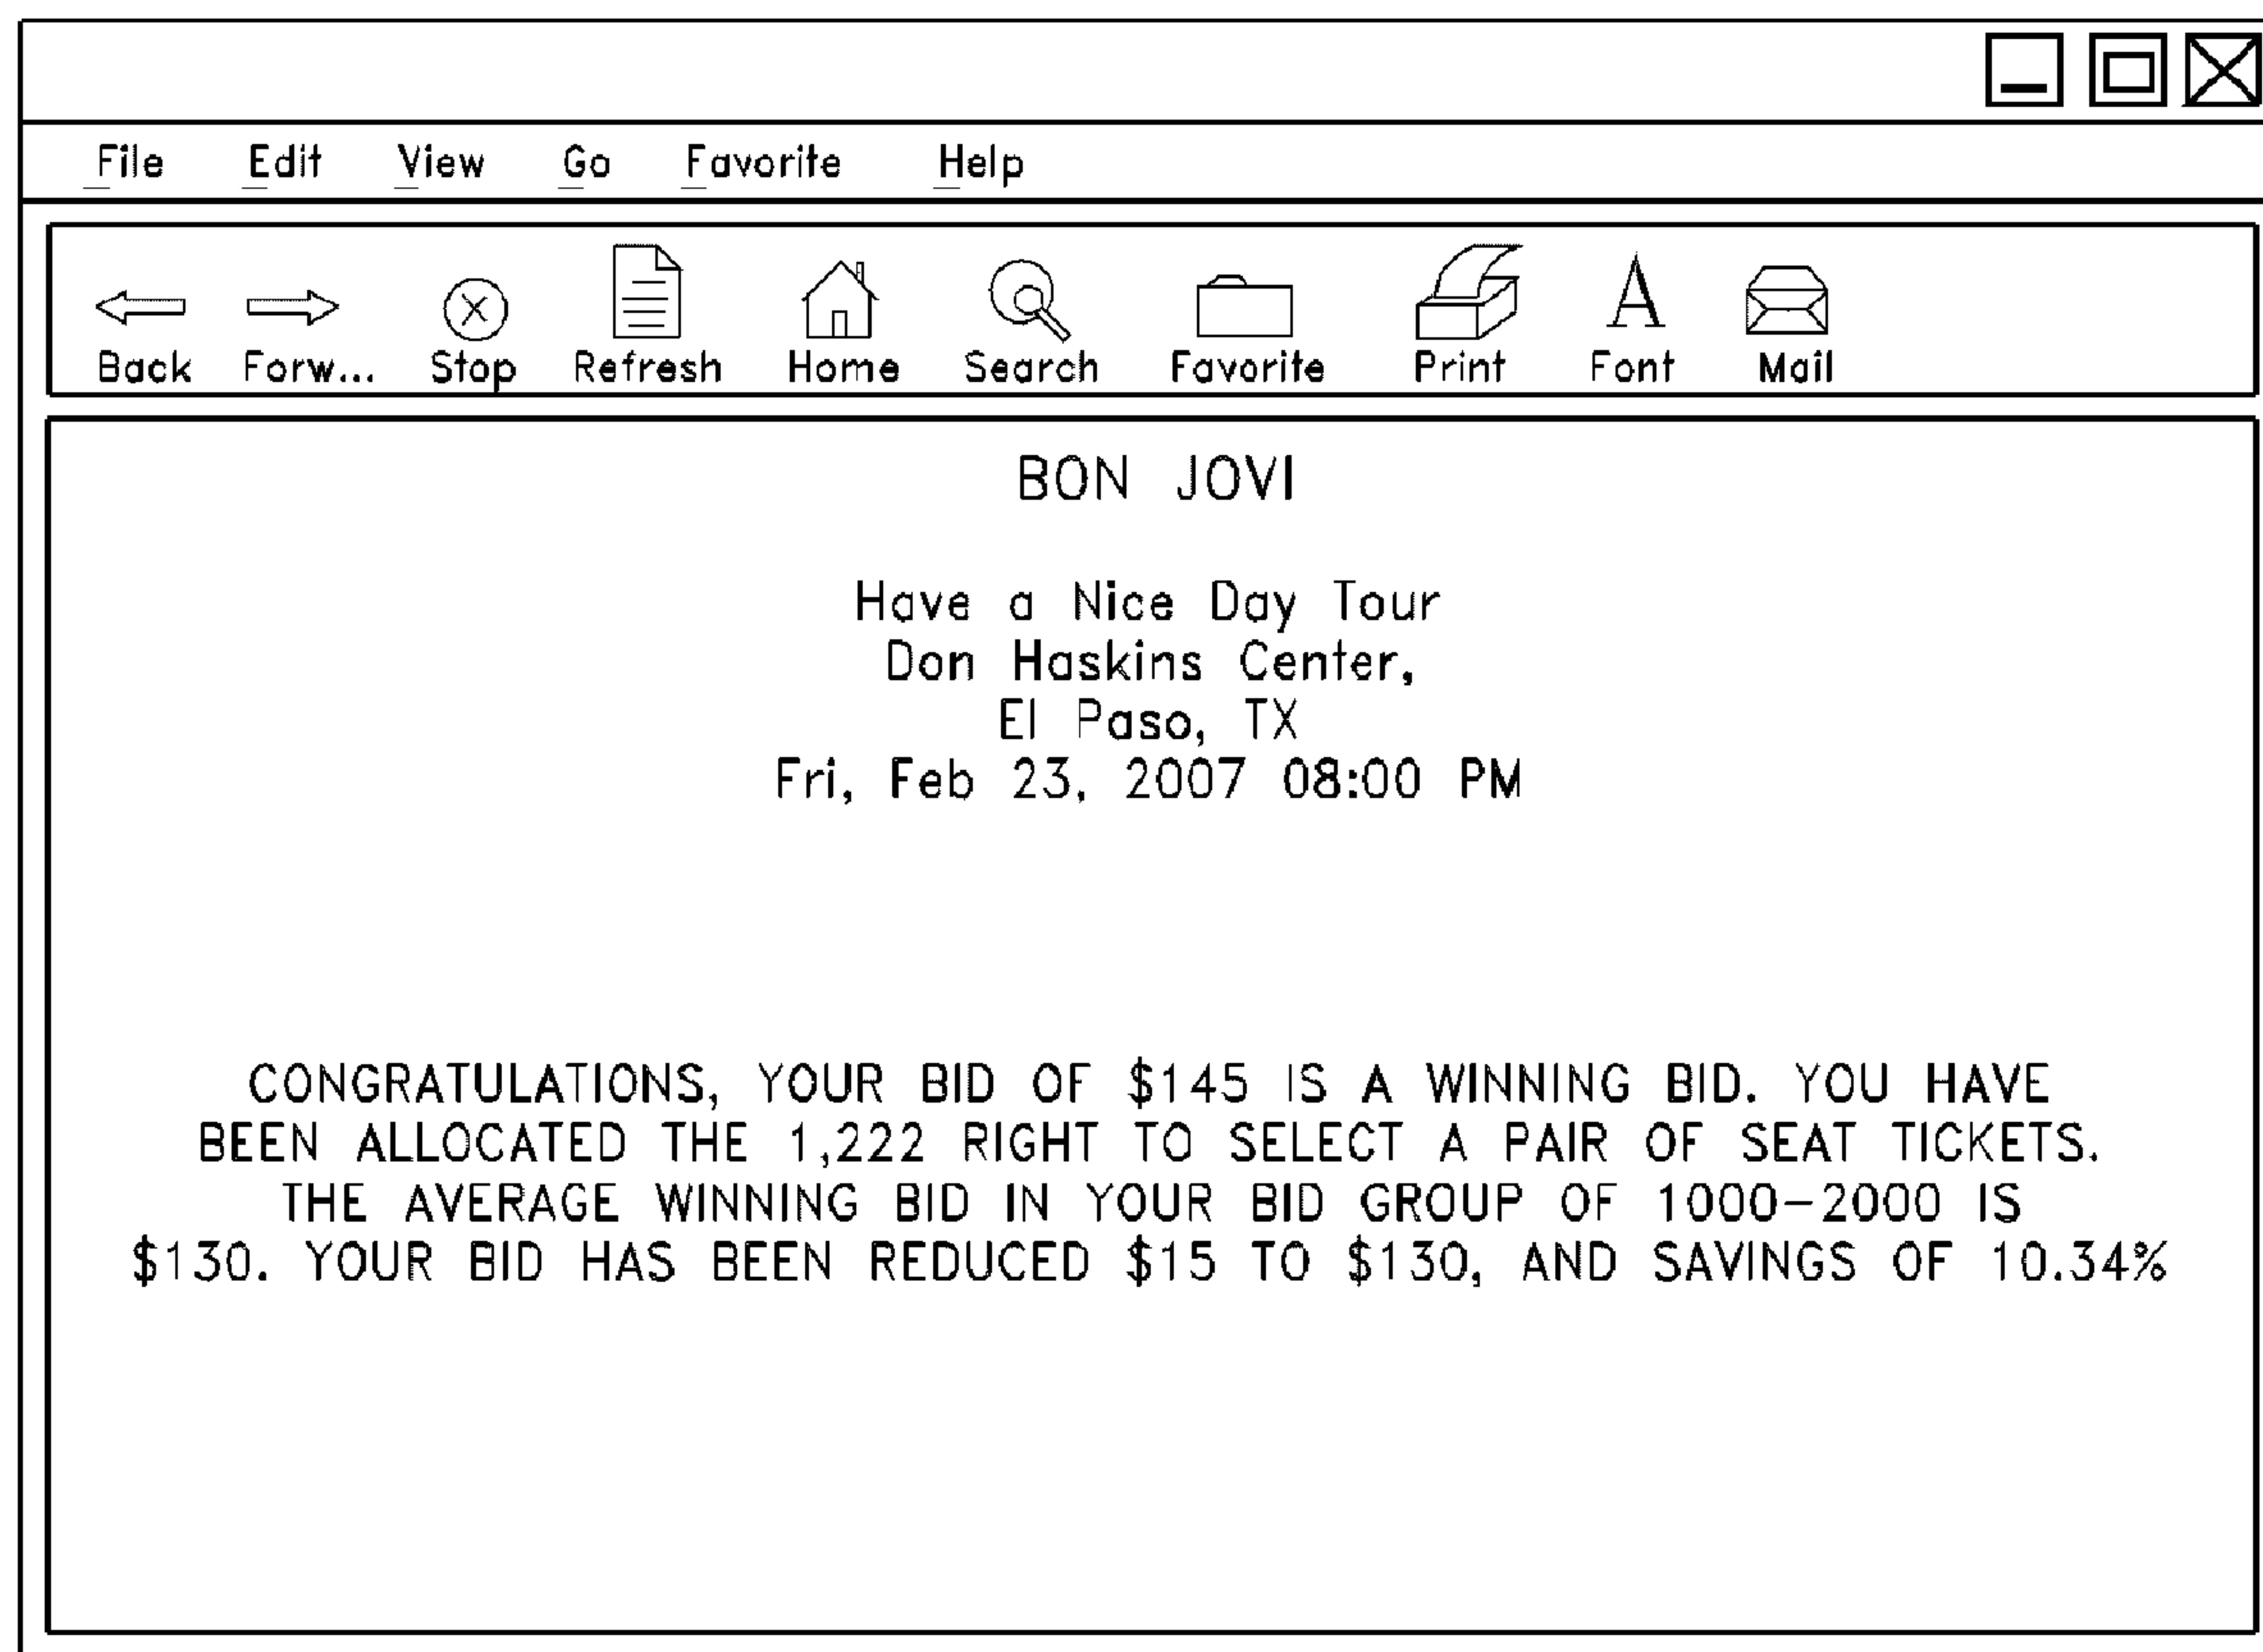 File Edit View Go Favorite Help
Back Forw... Stop Refresh Home Search Favorite Print Font Mail
BON JOVI
Have a Nice Day Tour
Don Haskins Center,
El Paso, TX
Fri, Feb 23, 2007 08:00 PM
CONGRATULATIONS, YOUR BID OF $145 IS A WINNING BID. YOU HAVE
BEEN ALLOCATED THE 1,222 RIGHT TO SELECT A PAIR OF SEAT TICKETS.
THE AVERAGE WINNING BID IN YOUR BID GROUP OF 1000-2000 IS
$130. YOUR BID HAS BEEN REDUCED $15 TO $130, AND SAVINGS OF 10.34%